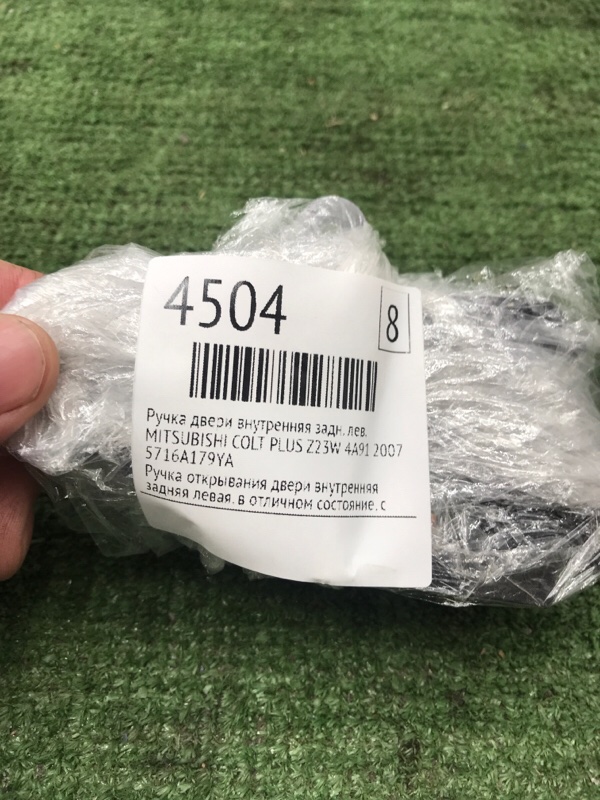 4504
8
Ручка двери внутренняя задн. лев.
MITSUBISHI COLT PLUS Z23W 4A91 2007
5716A179YA
Ручка открывания двери внутренняя
задняя левая. в отличном состояние. с